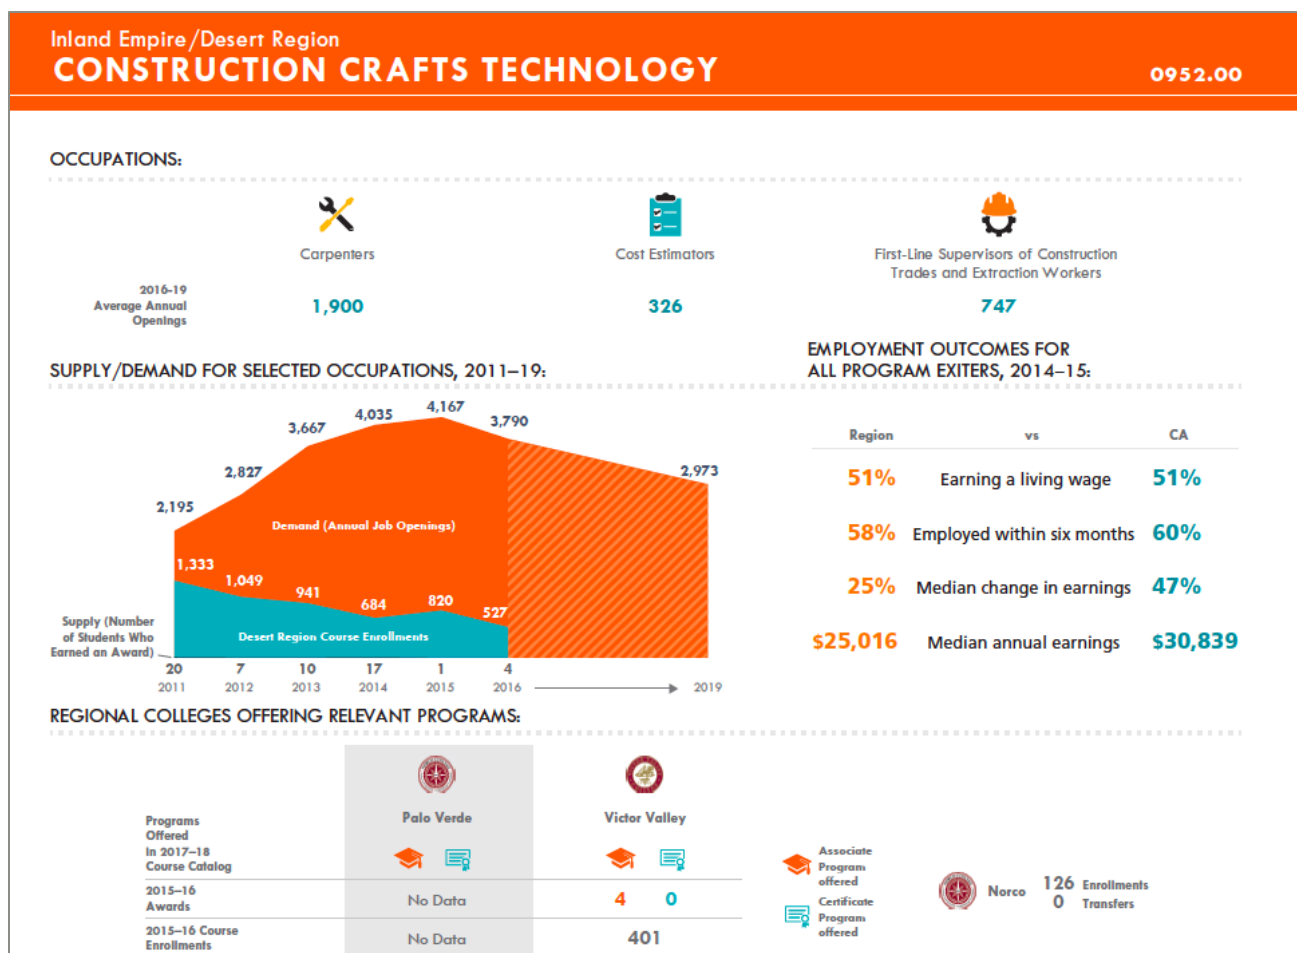 Inland Empire/Desert Region
CONSTRUCTION CRAFTS TECHNOLOGY
0952.00
OCCUPATIONS:
Carpenters
Cost Estimators
First-Line Supervisors of Construction
Trades and Extraction Workers
2016-19
Average Annual
Openings
1,900
326
747
SUPPLY/DEMAND FOR SELECTED OCCUPATIONS, 2011–19:
4,167
4,035
3,790
3,667
2,827
2,973
2,195
Demand (Annual Job Openings)
1,333
1,049
941
684
820
527
Supply (Number
of Students Who
Earned an Award)
Desert Region Course Enrollments
20 7 10 17 1 4
2011 2012 2013 2014 2015 2016 2019
EMPLOYMENT OUTCOMES FOR
ALL PROGRAM EXITERS, 2014–15:
Region vs CA
51% Earning a living wage 51%
58% Employed within six months 60%
25% Median change in earnings 47%
$25,016 Median annual earnings $30,839
REGIONAL COLLEGES OFFERING RELEVANT PROGRAMS:
Palo Verde
Victor Valley
Programs
Offered
In 2017–18
Course Catalog
2015–16
Awards
No Data
4 0
2015–16 Course
Enrollments
No Data
401
Associate
Program
offered
Certificate
Program
offered
Norco
126 Enrollments
0 Transfers